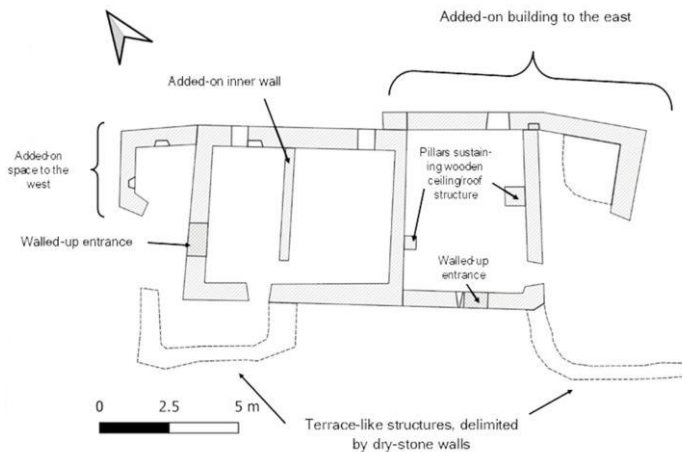 Added-on building to the east
Added-on inner wall
Added-on
space to the
west
Pillars sustain-
ing wooden
ceiling/roof
structure
Walled-up entrance
Walled-up
entrance
0 2.5 5 m
Terrace-like structures, delimited
by dry-stone walls